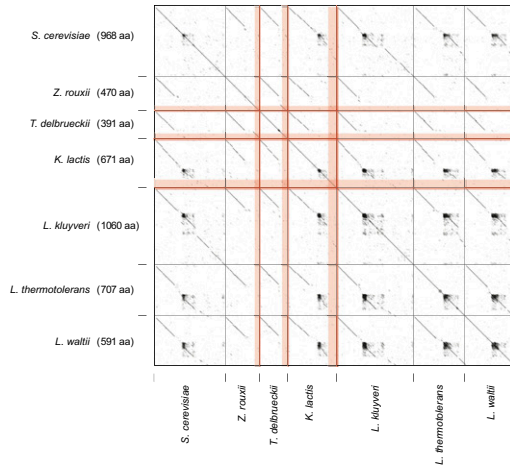 S. cerevisiae (968 aa)
Z. rouxii (470 aa)
T. delbrueckii (391 aa)
K. lactis (671 aa)
L. kluyveri (1060 aa)
L. thermotolerans (707 aa)
L. waltii (591 aa)
S. cerevisiae
Z. rouxii
T. delbrueckii
K. lactis
L. kluyveri
L. thermotolerans
L. waltii